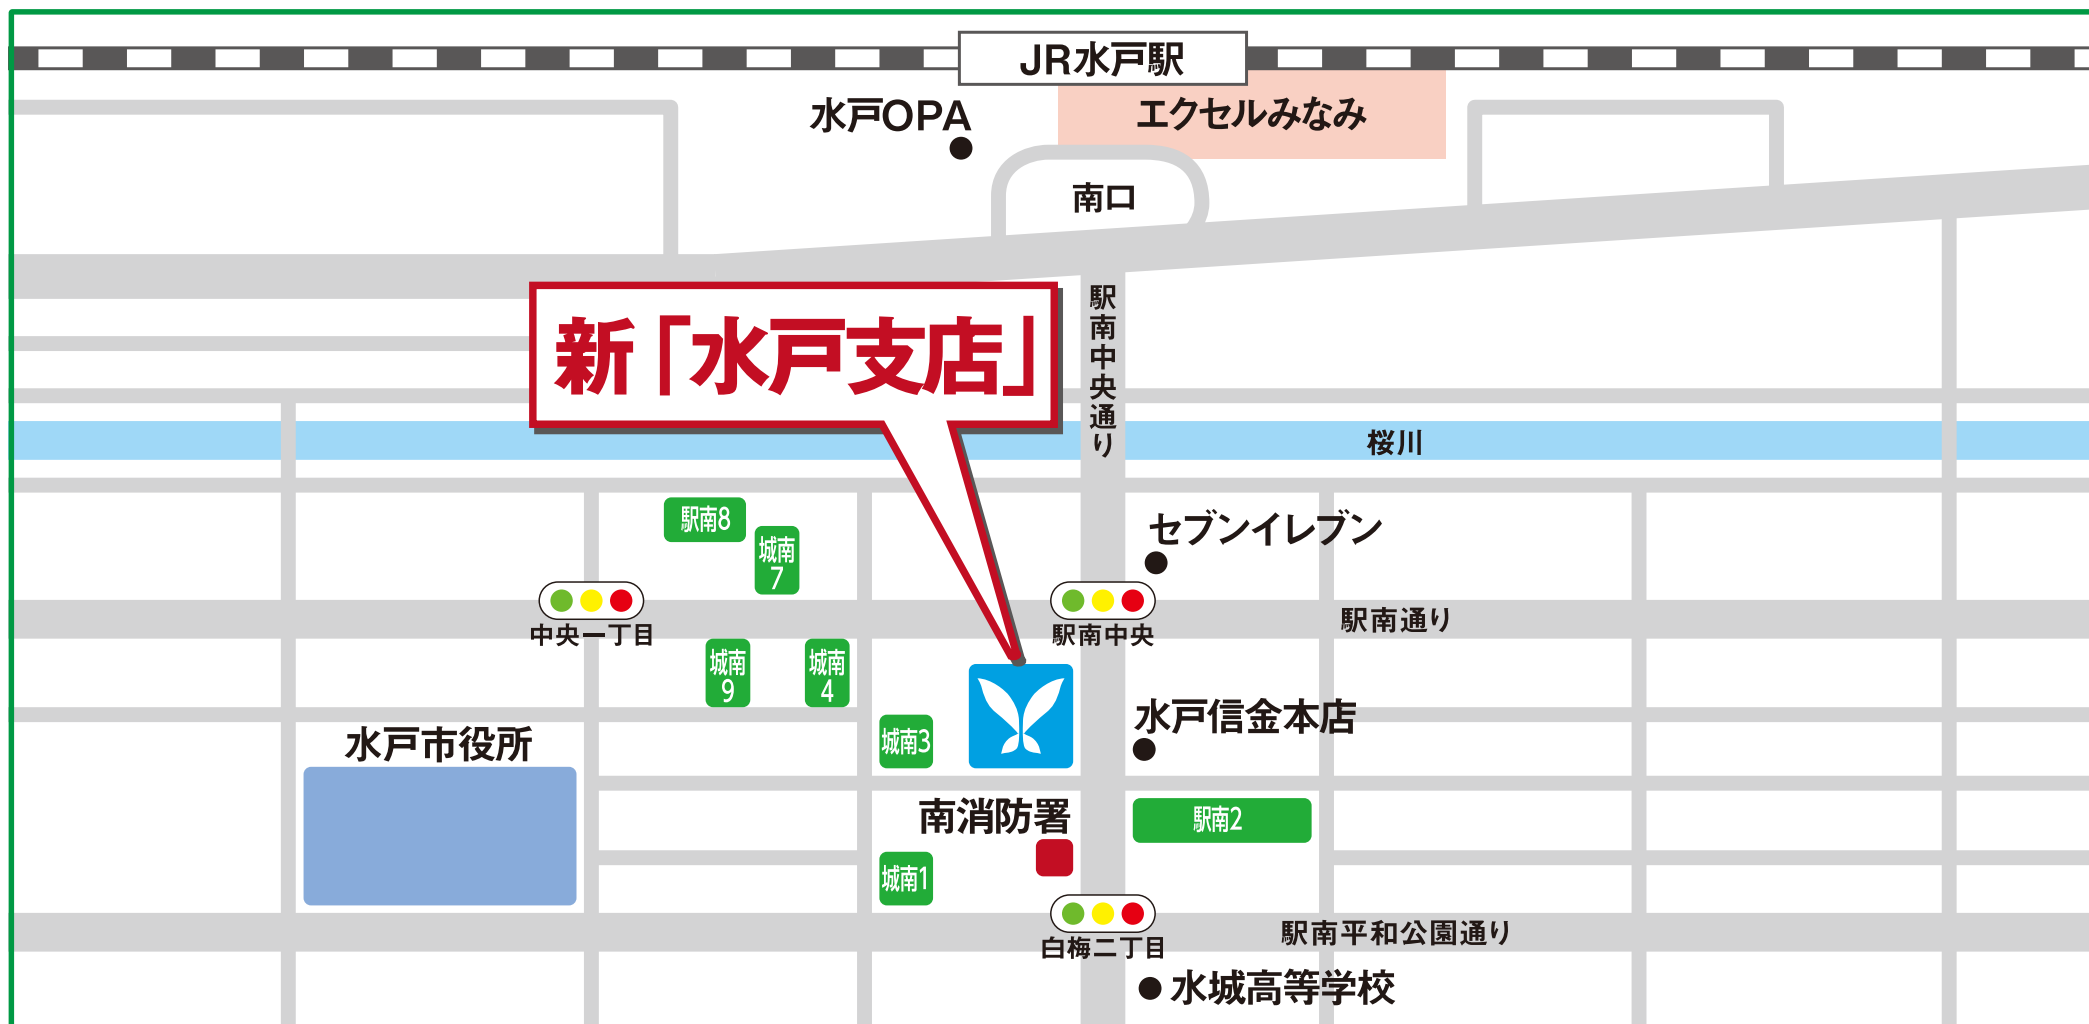 JR水戸駅
水戸OPA
エクセルみなみ
南口
駅南中央通り
新「水戸支店」
桜川
駅南8
城南
7
セブンイレブン
中央一丁目
駅南中央
駅南通り
城南
9
城南
4
城南3
水戸信金本店
水戸市役所
南消防署
駅南2
城南1
白梅二丁目
駅南平和公園通り
水城高等学校